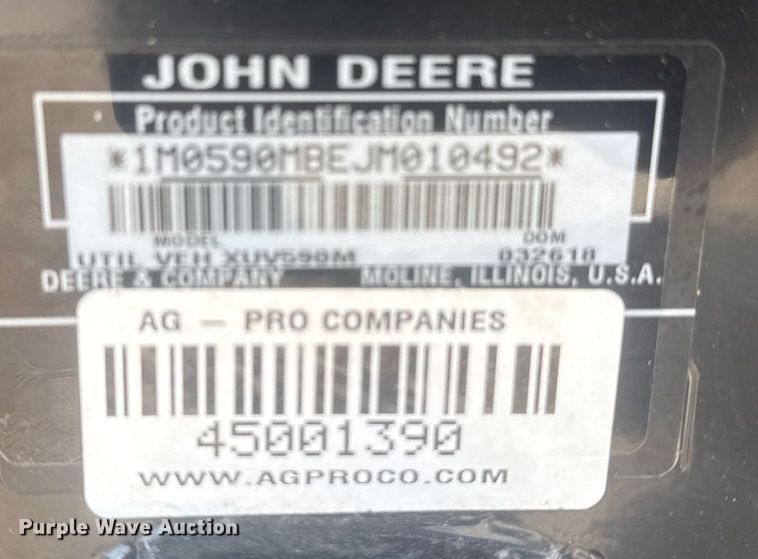 JOHN DEERE
Product Identification Number
*1M0590MBEJM010492*
MODEL DOM
UTIL VEH XUV590M 032618
DEERE & COMPANY MOLINE, ILLINOIS, U.S.A.
AG - PRO COMPANIES
45001390
WWW.AGPROCO.COM
Purple Wave Auction